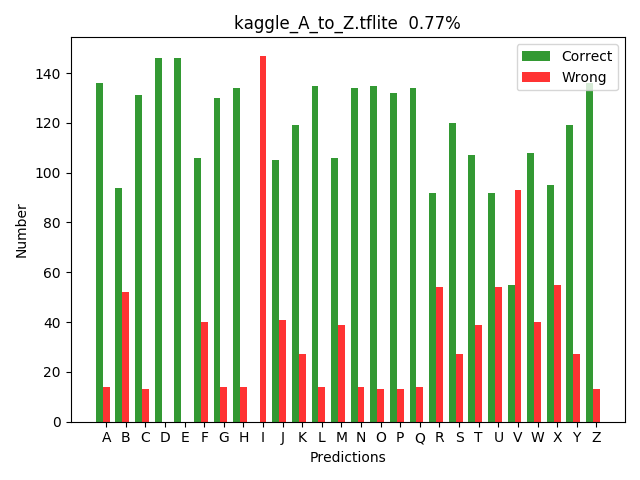 kaggle_A_to_Z.tflite  0.77%
Correct
Wrong
Number
140
120
100
80
60
40
20
0
A B C D E F G H I J K L M N O P Q R S T U V W X Y Z
Predictions